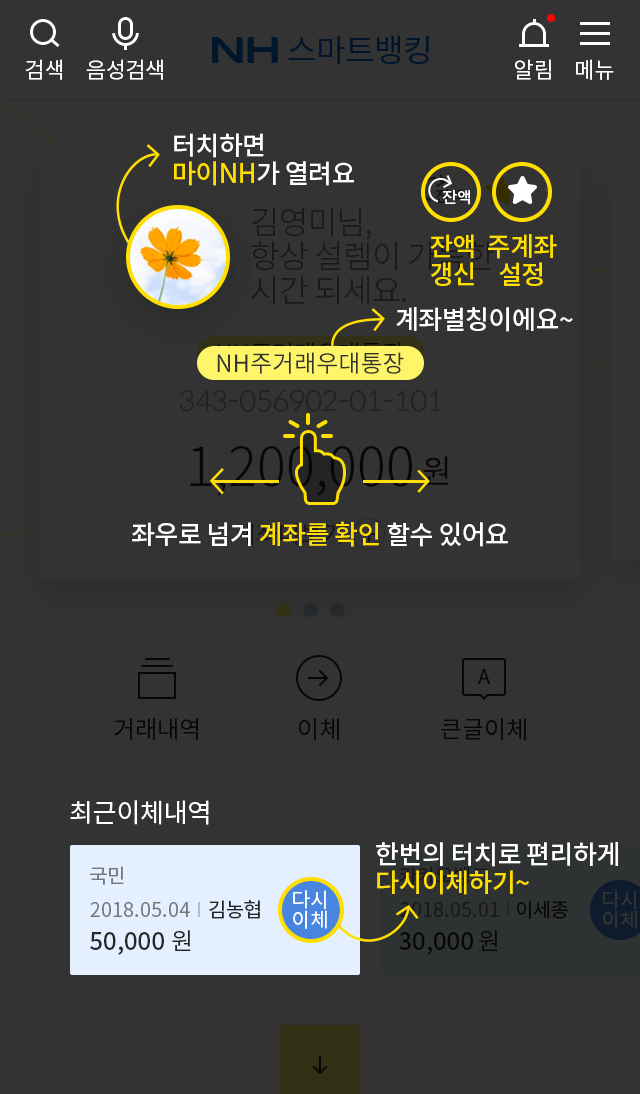 NH 스마트뱅킹
검색
음성검색
알림
메뉴
터치하면
마이NH가 열려요
잔액
잔액
갱신
주계좌
설정
김영미님,
항상 설렘이 가득한
시간 되세요.
계좌별칭이에요~
NH주거래우대통장
343-056902-01-101
1,200,000 원
좌우로 넘겨 계좌를 확인 할수 있어요
거래내역
이체
A
큰글이체
최근이체내역
국민
2018.05.04 김농협
50,000 원
다시
이체
한번의 터치로 편리하게
다시이체하기~
2018.05.01 이세종
30,000 원
다시
이체